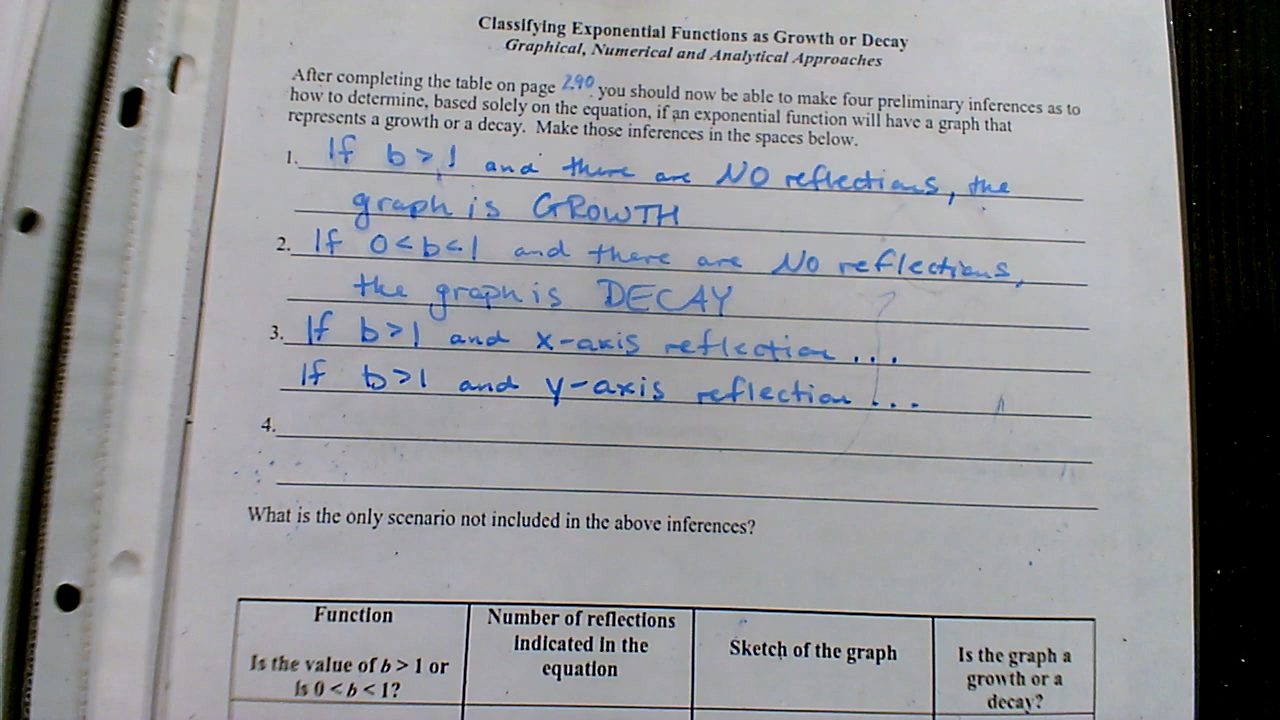 Classifying Exponential Functions as Growth or Decay
Graphical, Numerical and Analytical Approaches
After completing the table on page 290 you should now be able to make four preliminary inferences as to
how to determine, based solely on the equation, if an exponential function will have a graph that
represents a growth or a decay. Make those inferences in the spaces below.
1. If b > 1 and there are NO reflections, the
graph is GROWTH
2. If 0 < b < 1 and there are No reflections,
the graph is DECAY
3. If b > 1 and x-axis reflection...
If b > 1 and y-axis reflection...
4.
What is the only scenario not included in the above inferences?
Function
Is the value of b > 1 or
is 0 < b < 1?
Number of reflections
indicated in the
equation
Sketch of the graph
Is the graph a
growth or a
decay?